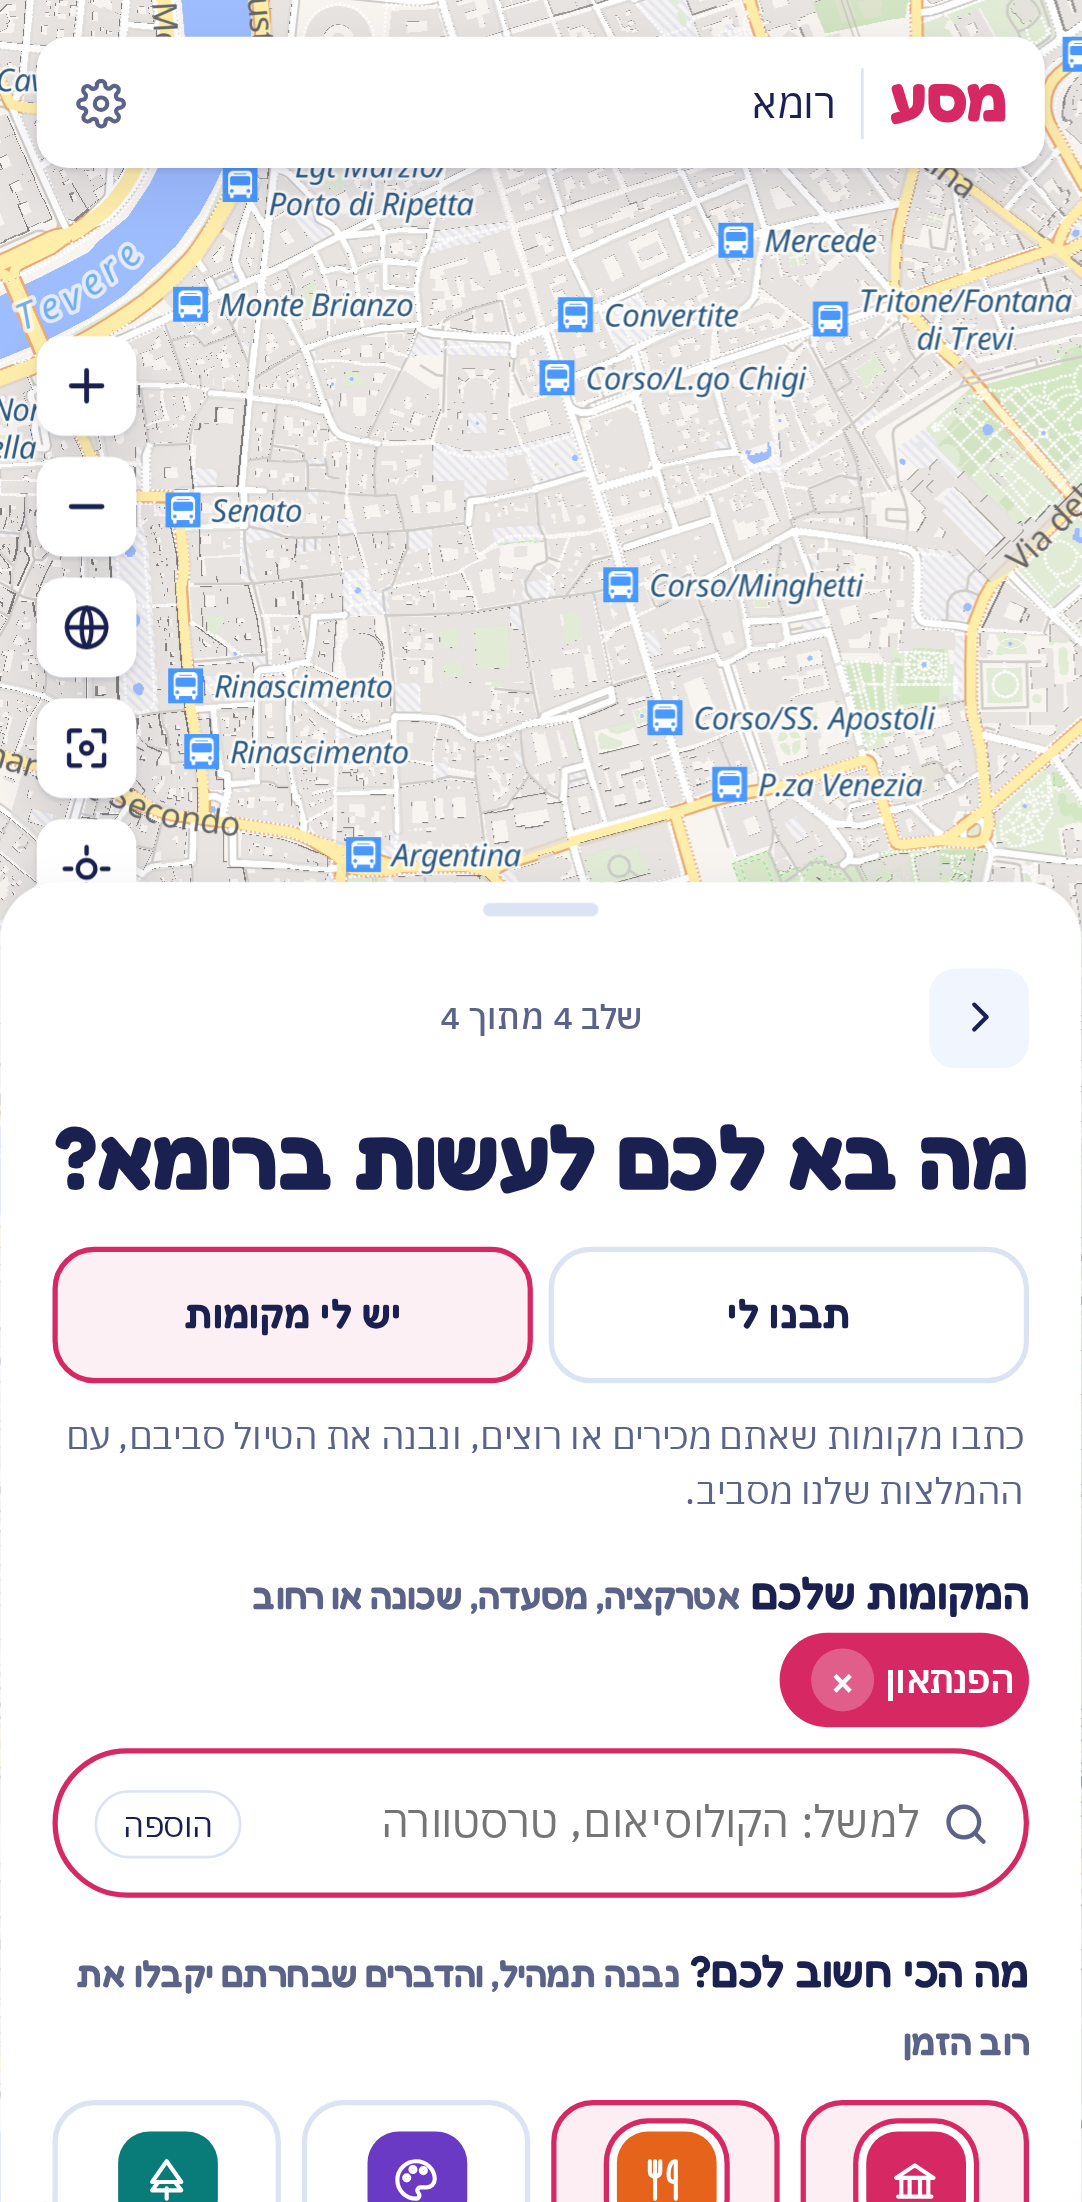 מסע
רומא
Porto di Ripetta
Mercede
Tevere
Monte Brianzo
Convertite
Tritone/Fontana
di Trevi
Corso/L.go Chigi
Senato
Corso/Minghetti
Rinascimento
Corso/SS. Apostoli
Rinascimento
P.za Venezia
Secondo
Argentina
שלב 4 מתוך 4
מה בא לכם לעשות ברומא?
תבנו לי
יש לי מקומות
כתבו מקומות שאתם מכירים או רוצים, ונבנה את הטיול סביבם, עם
ההמלצות שלנו מסביב.
המקומות שלכם אטרקציה, מסעדה, שכונה או רחוב
הפנתאון ×
למשל: הקולוסיאום, טרסטוורה
הוספה
מה הכי חשוב לכם? נבנה תמהיל, והדברים שבחרתם יקבלו את
רוב הזמן